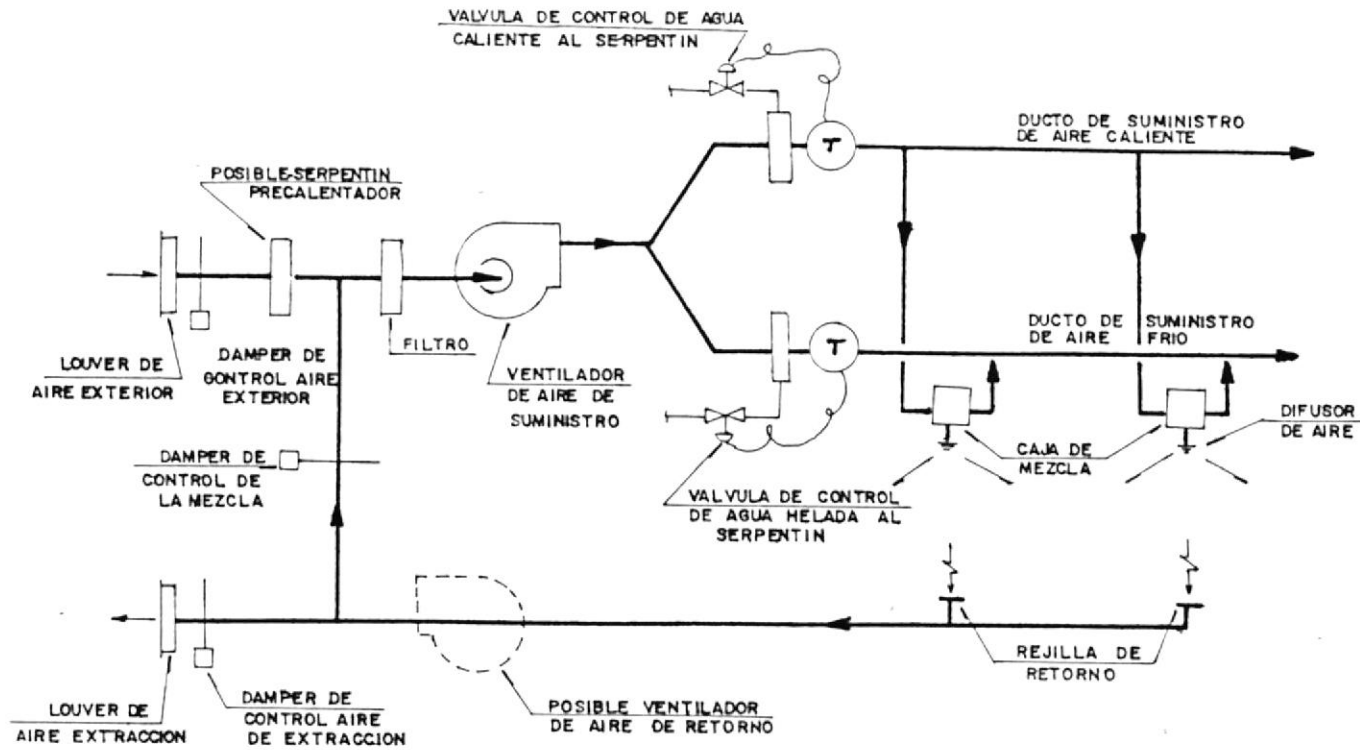 VALVULA DE CONTROL DE AGUA
CALIENTE AL SERPENTIN
T
DUCTO DE SUMINISTRO
DE AIRE CALIENTE
POSIBLE-SERPENTIN
PRECALENTADOR
LOUVER DE
AIRE EXTERIOR
DAMPER DE
CONTROL AIRE
EXTERIOR
FILTRO
VENTILADOR
DE AIRE DE
SUMINISTRO
T
DUCTO DE SUMINISTRO
DE AIRE FRIO
DAMPER DE
CONTROL DE
LA MEZCLA
VALVULA DE CONTROL
DE AGUA HELADA AL
SERPENTIN
CAJA DE
MEZCLA
DIFUSOR
DE AIRE
LOUVER DE
AIRE EXTRACCION
DAMPER DE
CONTROL AIRE
DE EXTRACCION
POSIBLE VENTILADOR
DE AIRE DE RETORNO
REJILLA DE
RETORNO